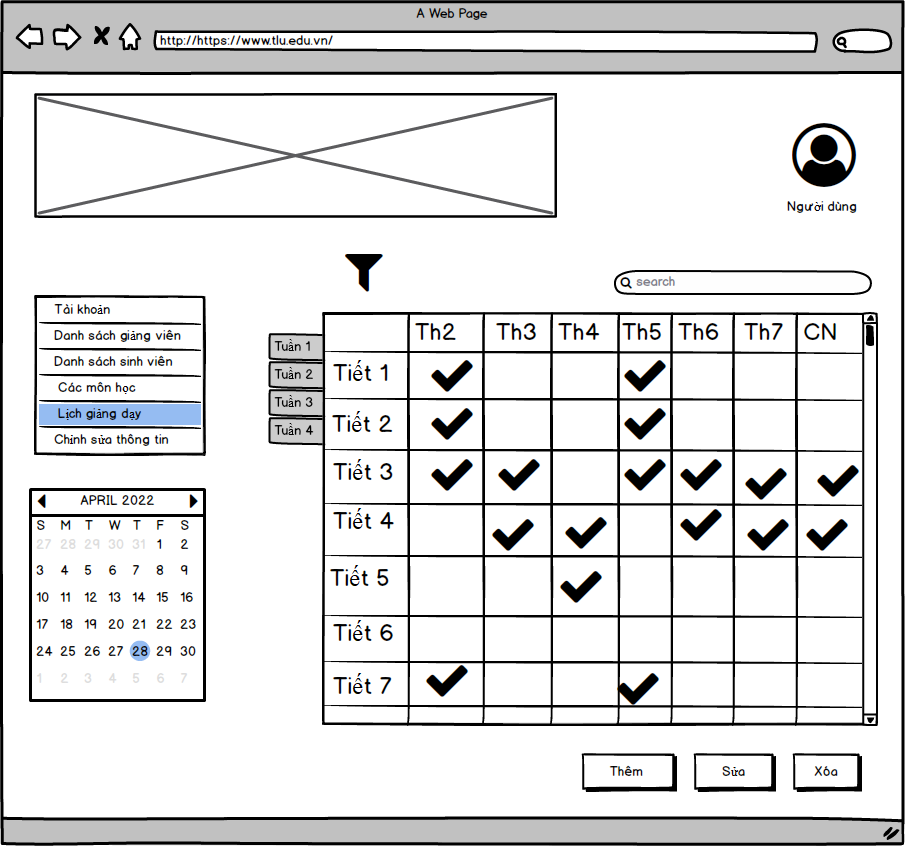 A Web Page
http://https://www.tlu.edu.vn/
Người dùng
search
Tài khoản
Danh sách giảng viên
Danh sách sinh viên
Các môn học
Lịch giảng dạy
Chỉnh sửa thông tin
Tuần 1
Tuần 2
Tuần 3
Tuần 4
Th2 Th3 Th4 Th5 Th6 Th7 CN
Tiết 1
Tiết 2
Tiết 3
Tiết 4
Tiết 5
Tiết 6
Tiết 7
APRIL 2022
S M T W T F S
27 28 29 30 31 1 2
3 4 5 6 7 8 9
10 11 12 13 14 15 16
17 18 19 20 21 22 23
24 25 26 27 28 29 30
1 2 3 4 5 6 7
Thêm Sửa Xóa